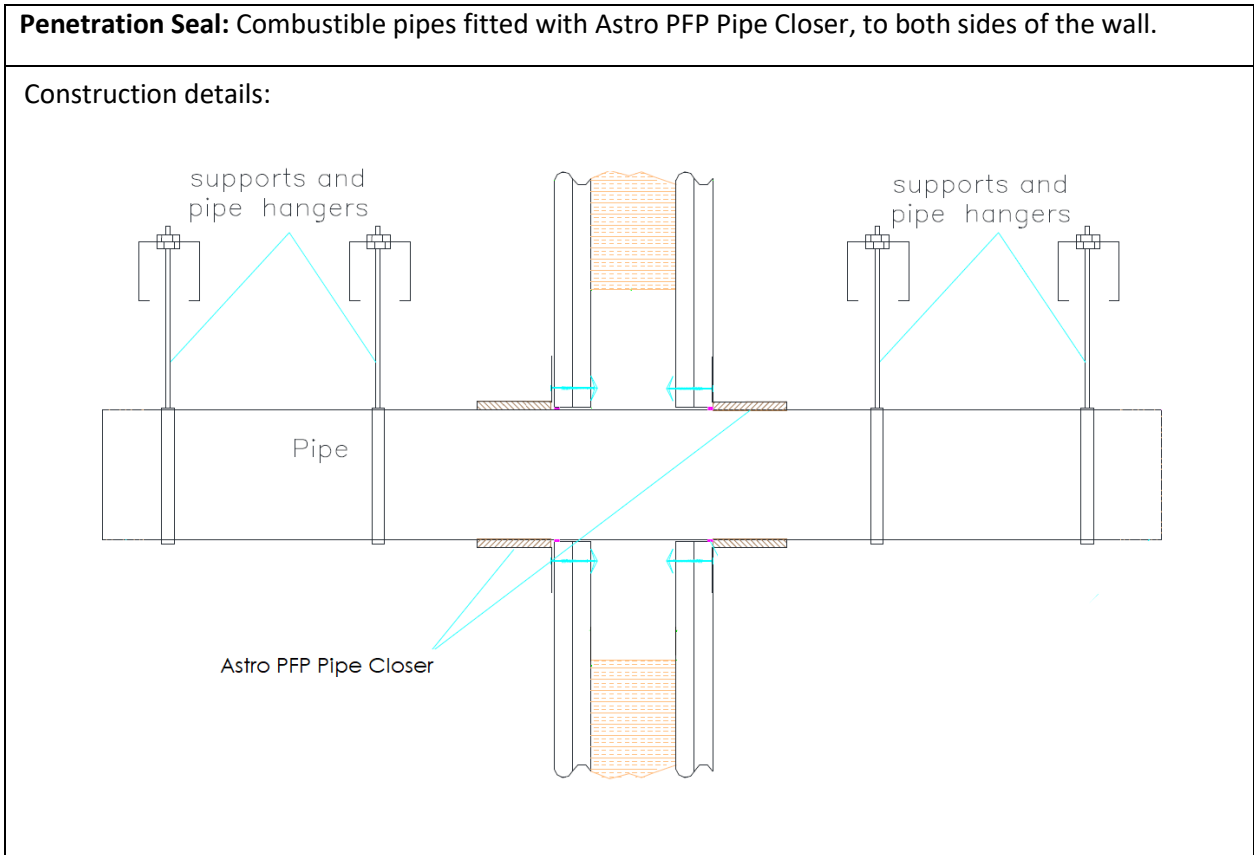 Penetration Seal: Combustible pipes fitted with Astro PFP Pipe Closer, to both sides of the wall.
Construction details:
supports and
pipe hangers
supports and
pipe hangers
Pipe
Astro PFP Pipe Closer